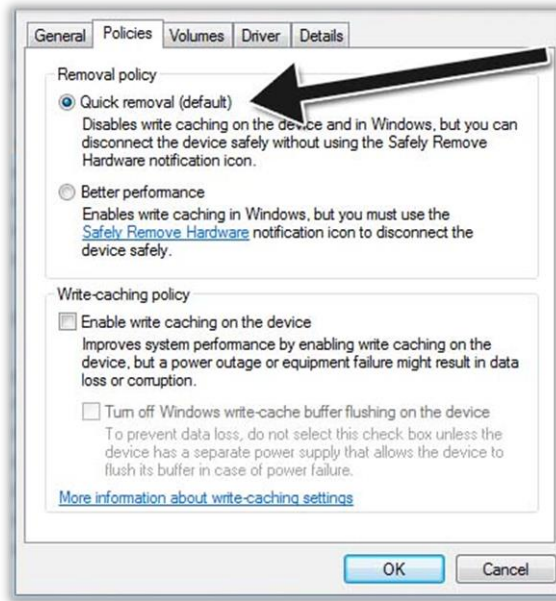 General Policies Volumes Driver Details
Removal policy
Quick removal (default)
Disables write caching on the device and in Windows, but you can
disconnect the device safely without using the Safely Remove
Hardware notification icon.
Better performance
Enables write caching in Windows, but you must use the
Safely Remove Hardware notification icon to disconnect the
device safely.
Write-caching policy
Enable write caching on the device
Improves system performance by enabling write caching on the
device, but a power outage or equipment failure might result in data
loss or corruption.
Turn off Windows write-cache buffer flushing on the device
To prevent data loss, do not select this check box unless the
device has a separate power supply that allows the device to
flush its buffer in case of power failure.
More information about write-caching settings
OK Cancel